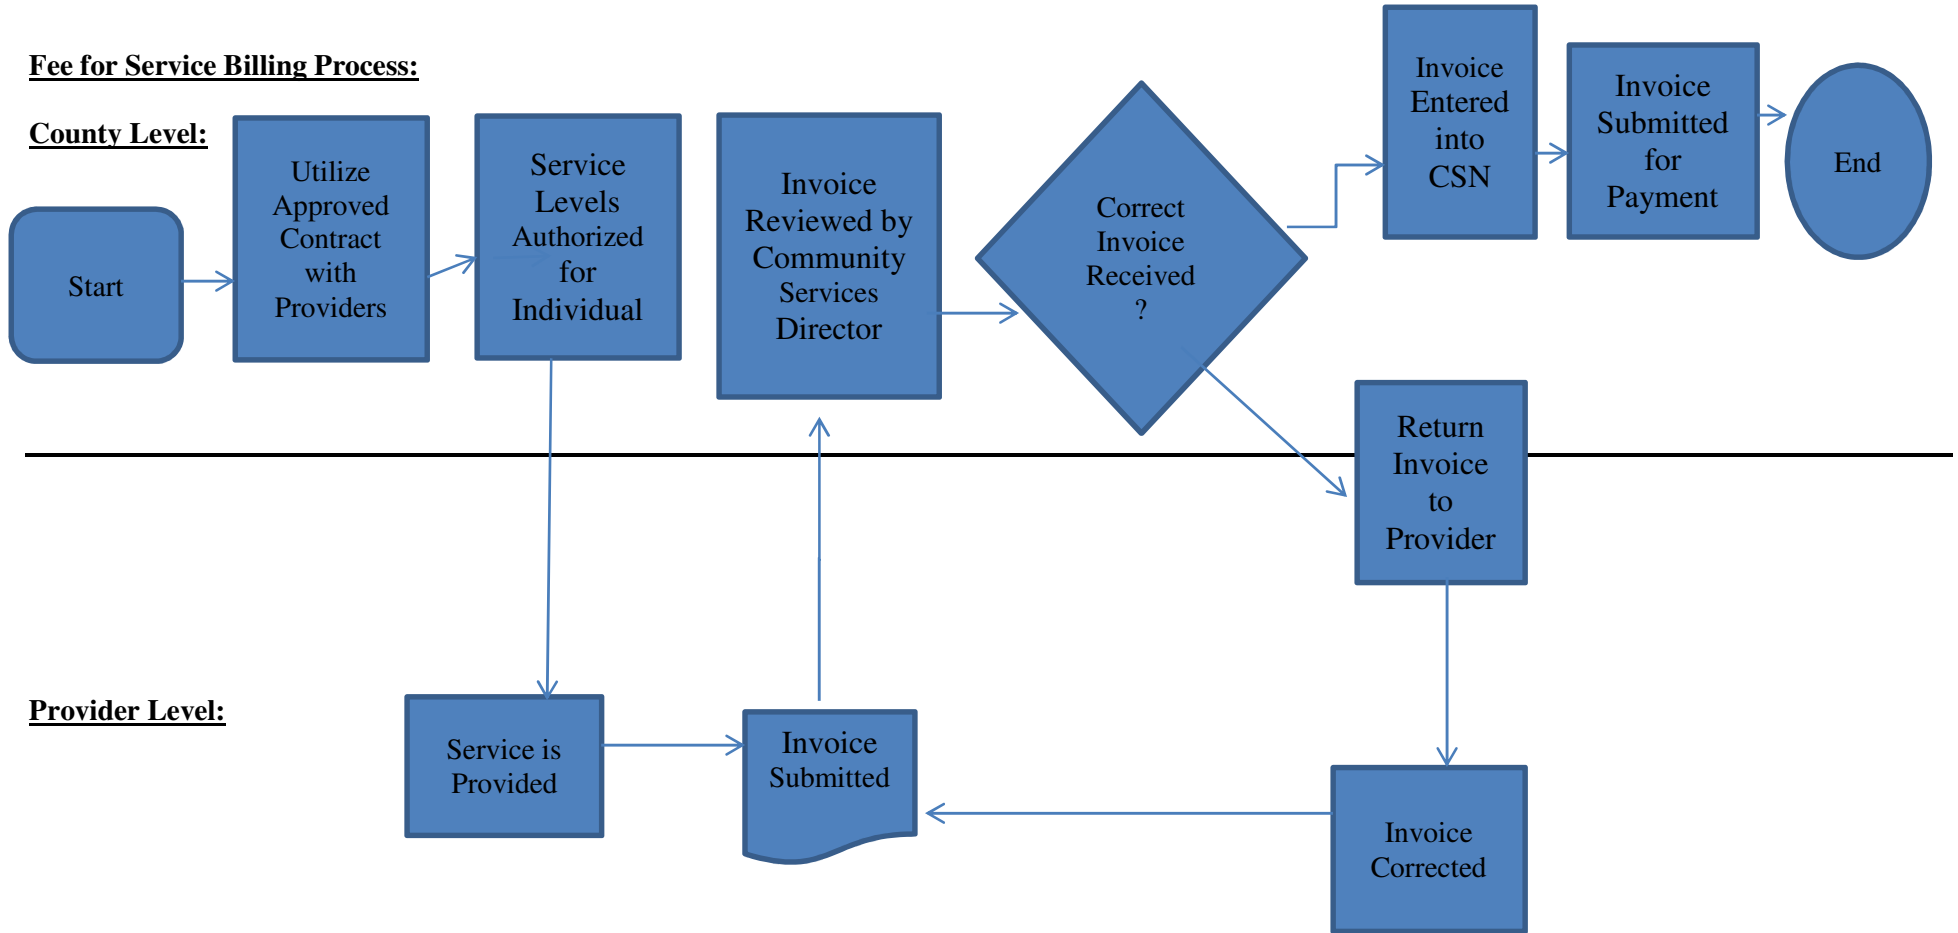 Fee for Service Billing Process:
County Level:
Start
Utilize
Approved
Contract
with
Providers
Service
Levels
Authorized
for
Individual
Invoice
Reviewed by
Community
Services
Director
Correct
Invoice
Received
?
Invoice
Entered
into
CSN
Invoice
Submitted
for
Payment
End
Return
Invoice
to
Provider
Provider Level:
Service is
Provided
Invoice
Submitted
Invoice
Corrected